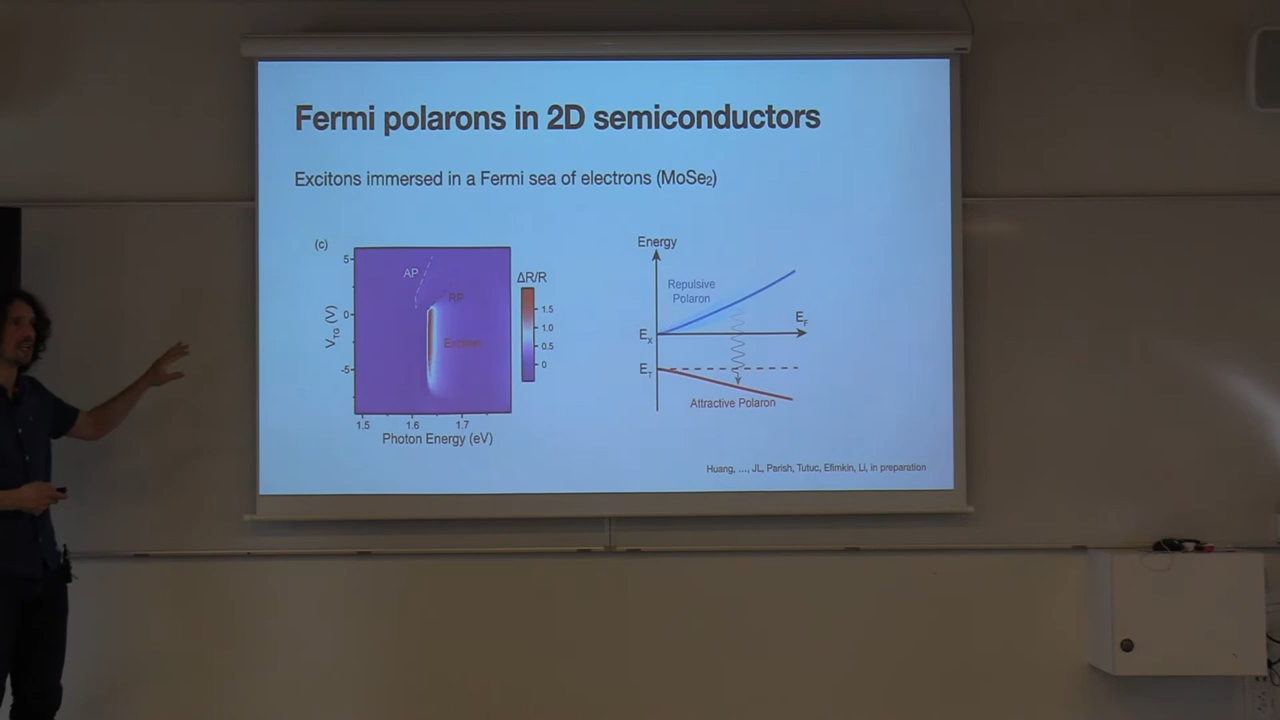 Fermi polarons in 2D semiconductors
Excitons immersed in a Fermi sea of electrons (MoSe₂)
(c)
AP
RP
Exciton
V_TG (V)
5
0
-5
1.5
1.6
1.7
Photon Energy (eV)
ΔR/R
1.5
1.0
0.5
0
Energy
Repulsive
Polaron
E_X
E_F
E_T
Attractive Polaron
Huang, ..., JL, Parish, Tutuc, Efimkin, Li, in preparation